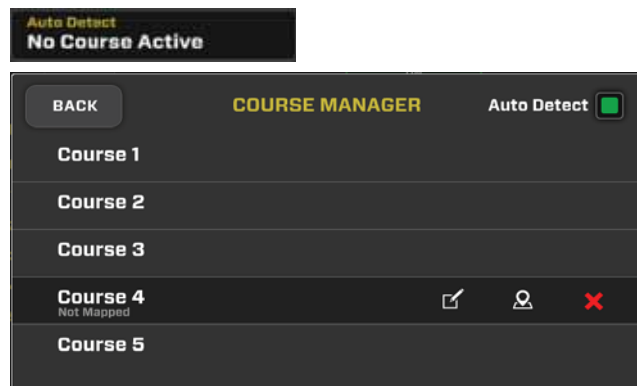 Auto Detect
No Course Active
BACK
COURSE MANAGER
Auto Detect
Course 1
Course 2
Course 3
Course 4
Not Mapped
Course 5